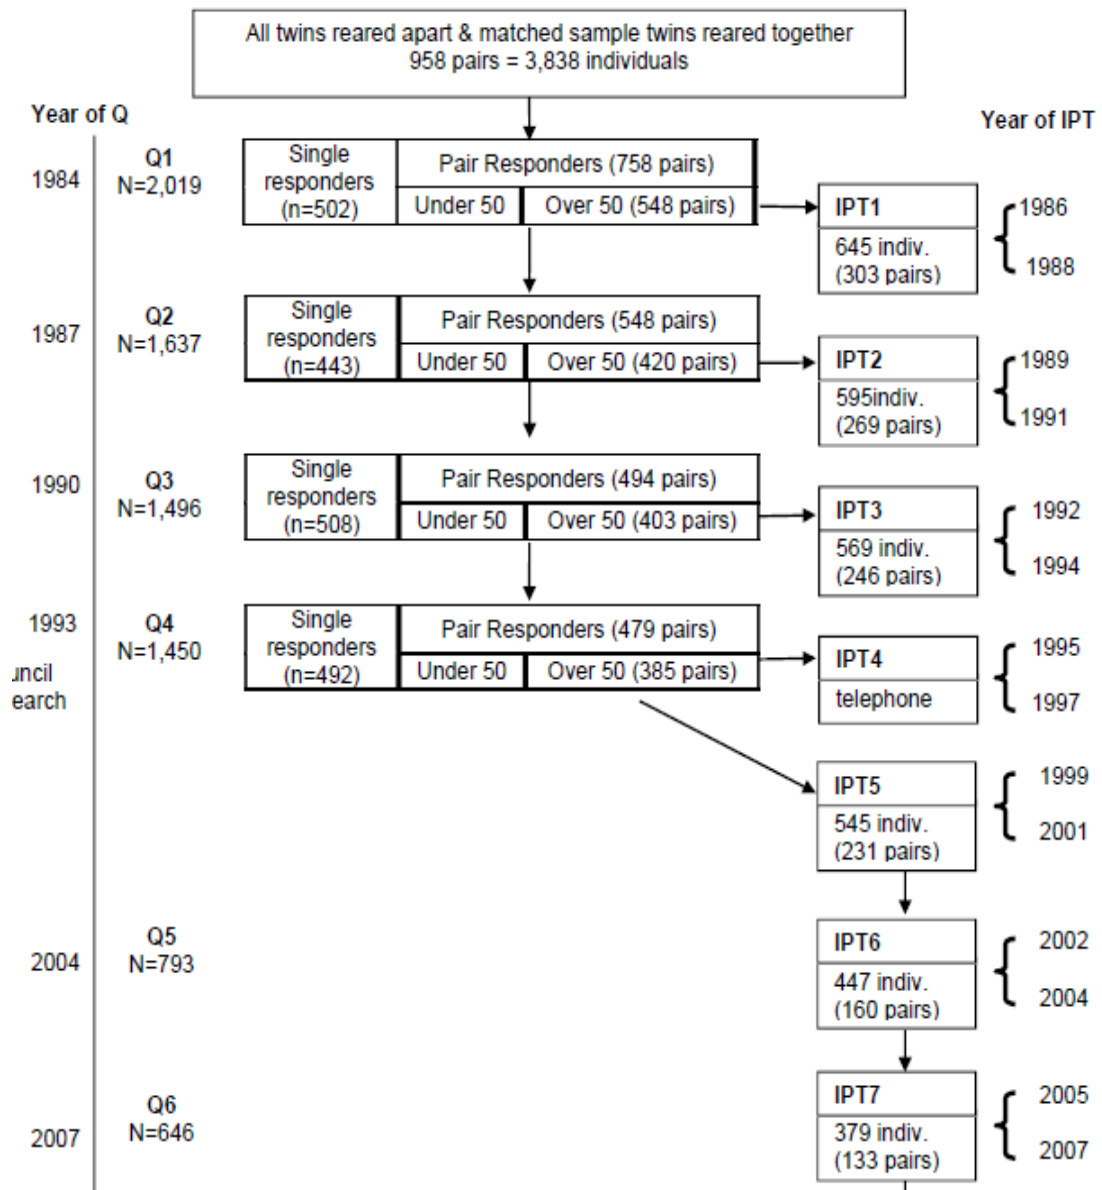 All twins reared apart & matched sample twins reared together
958 pairs = 3,838 individuals
Year of Q
Year of IPT
1984
Q1
N=2,019
Single
responders
(n=502)
Pair Responders (758 pairs)
Under 50
Over 50 (548 pairs)
IPT1
645 indiv.
(303 pairs)
1986
1988
1987
Q2
N=1,637
Single
responders
(n=443)
Pair Responders (548 pairs)
Under 50
Over 50 (420 pairs)
IPT2
595indiv.
(269 pairs)
1989
1991
1990
Q3
N=1,496
Single
responders
(n=508)
Pair Responders (494 pairs)
Under 50
Over 50 (403 pairs)
IPT3
569 indiv.
(246 pairs)
1992
1994
1993
Q4
N=1,450
Single
responders
(n=492)
Pair Responders (479 pairs)
Under 50
Over 50 (385 pairs)
IPT4
telephone
1995
1997
uncil
earch
IPT5
545 indiv.
(231 pairs)
1999
2001
2004
Q5
N=793
IPT6
447 indiv.
(160 pairs)
2002
2004
2007
Q6
N=646
IPT7
379 indiv.
(133 pairs)
2005
2007